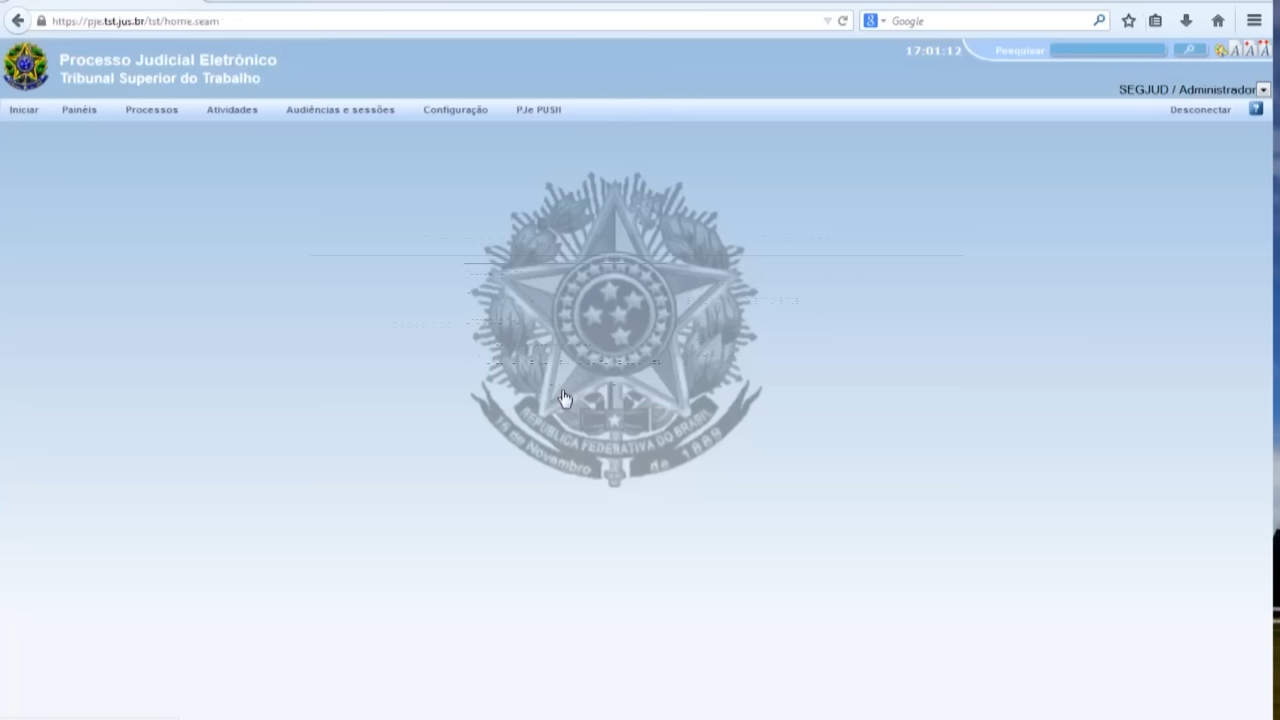 https://pje.tst.jus.br/tst/home.seam
Google
Processo Judicial Eletrônico
Tribunal Superior do Trabalho
17:01:12
Pesquisar
A A A
SEGJUD / Administrador
Iniciar Painéis Processos Atividades Audiências e sessões Configuração PJe PUSH Desconectar ?
REPUBLICA FEDERATIVA DO BRASIL
15 de Novembro de 1889